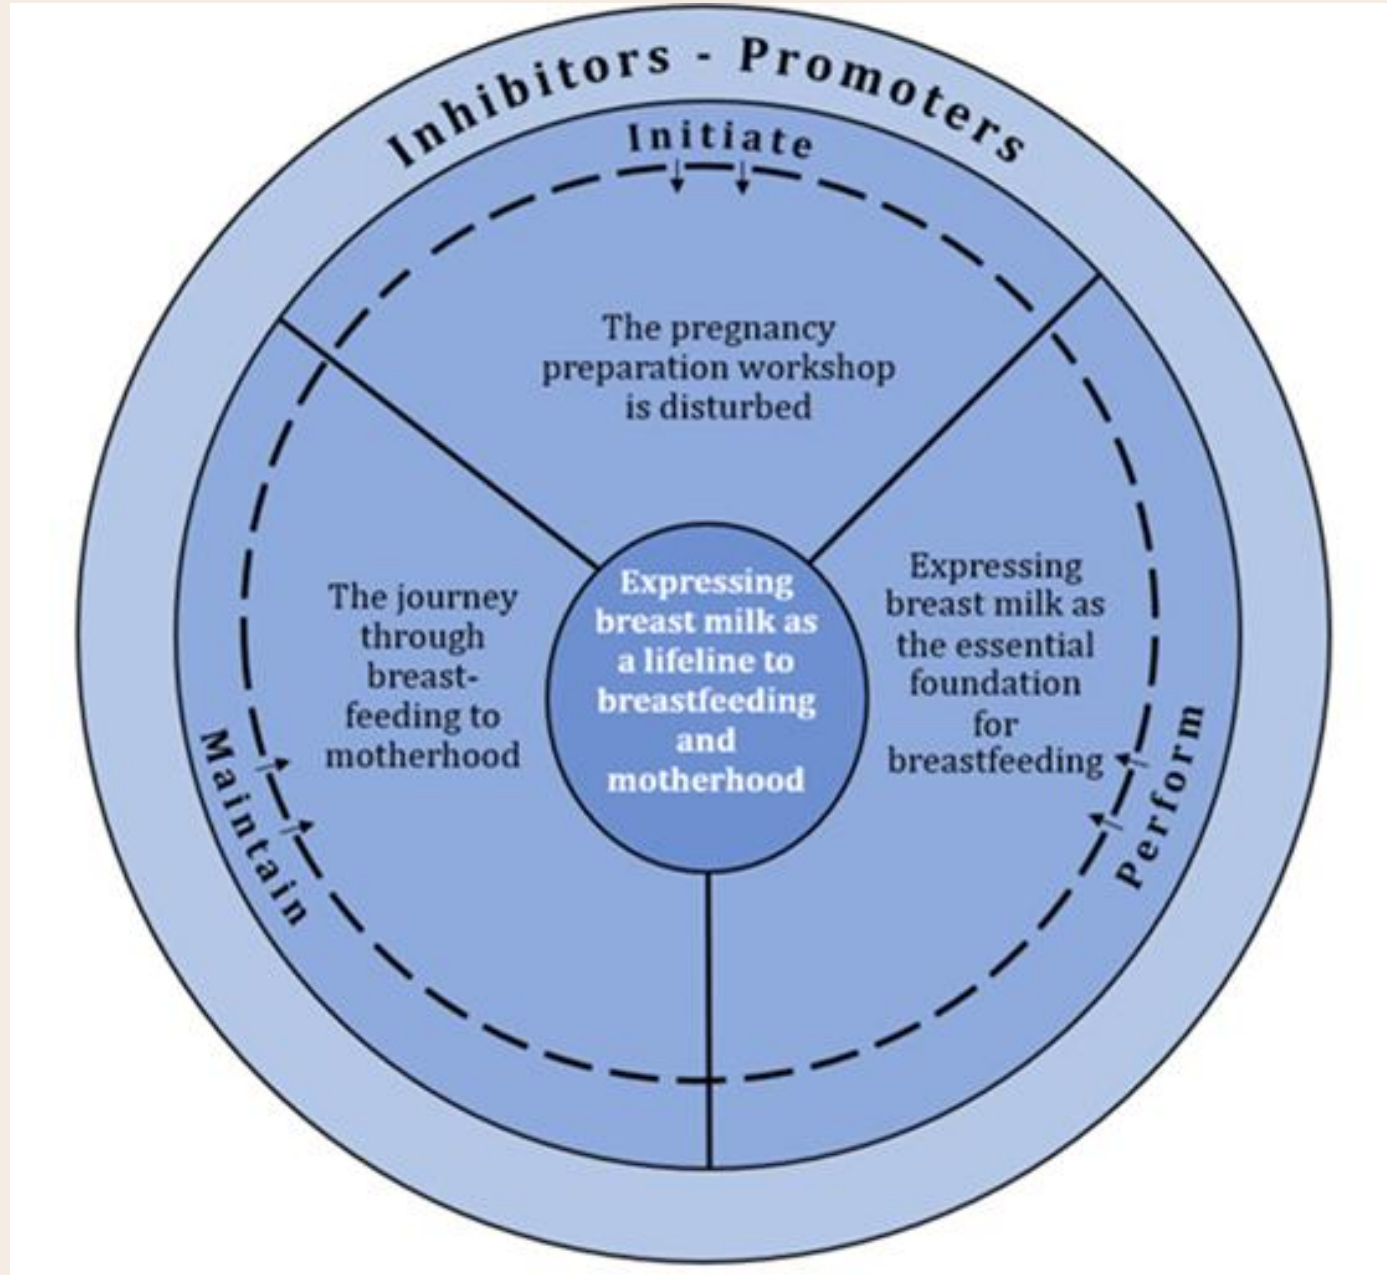 Inhibitors - Promoters
Initiate
The pregnancy
preparation workshop
is disturbed
The journey
through
breast-
feeding to
motherhood
Expressing
breast milk as
a lifeline to
breastfeeding
and
motherhood
Expressing
breast milk as
the essential
foundation
for
breastfeeding
Maintain
Perform